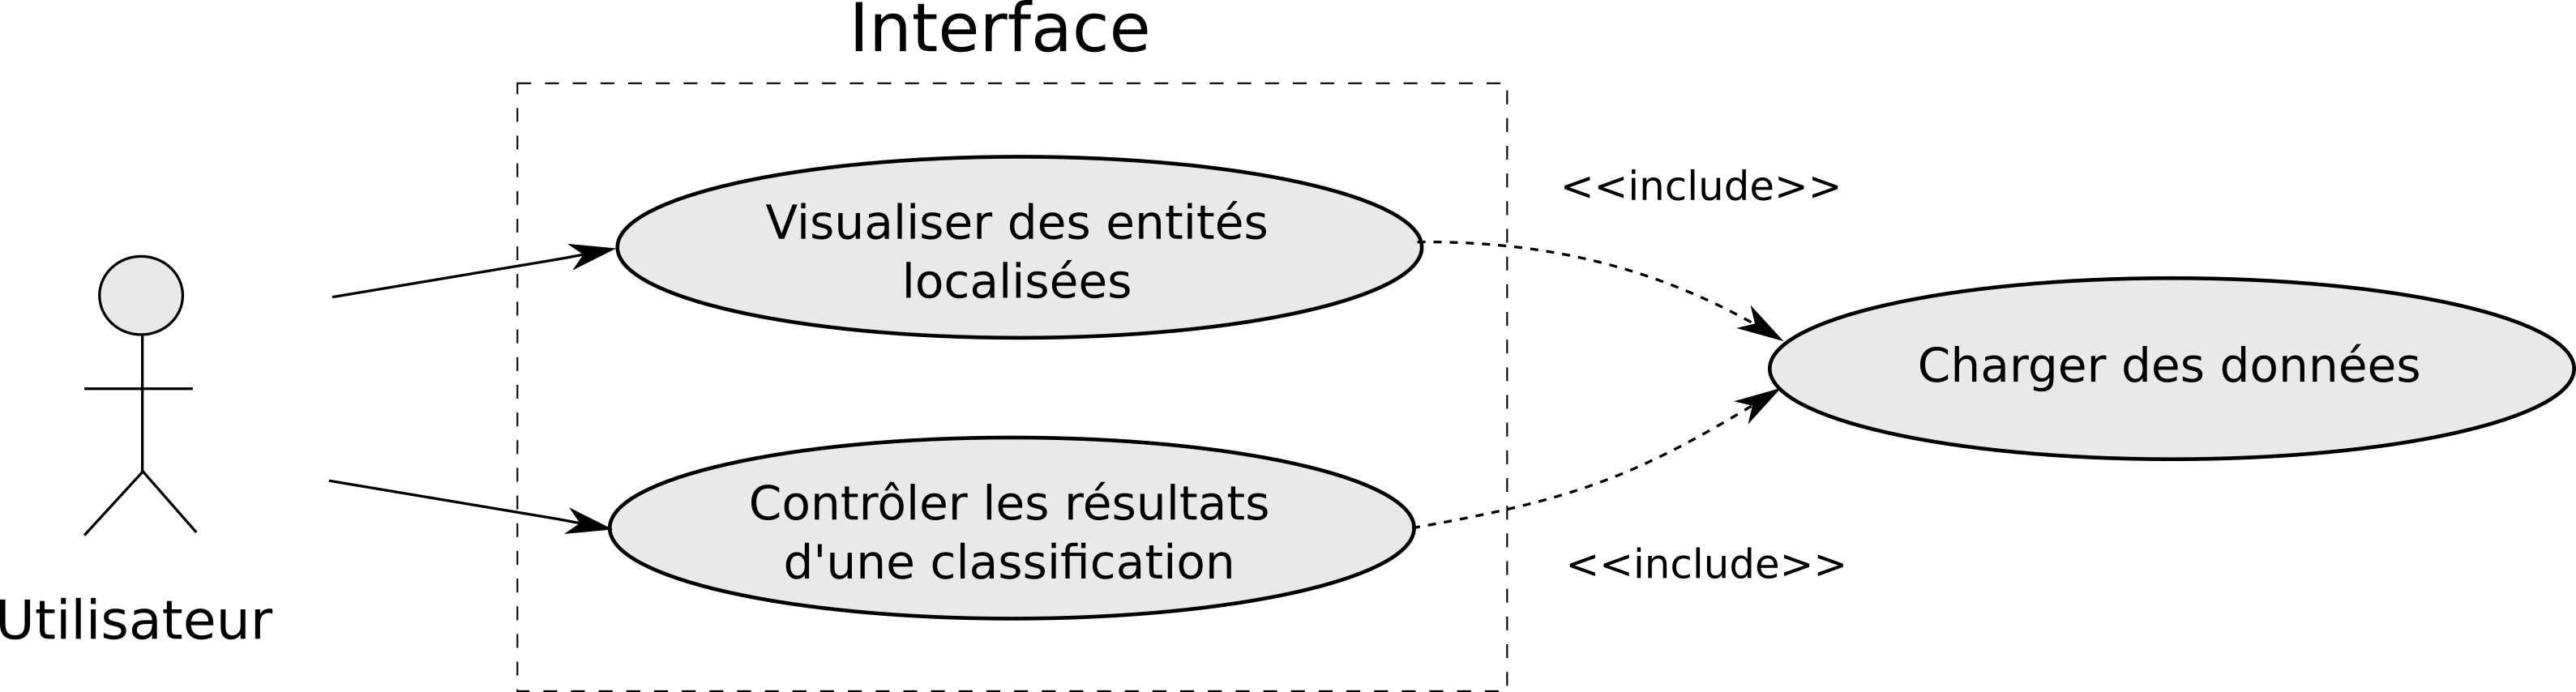 Interface
Visualiser des entités
localisées
<<include>>
Charger des données
Contrôler les résultats
d'une classification
<<include>>
Utilisateur